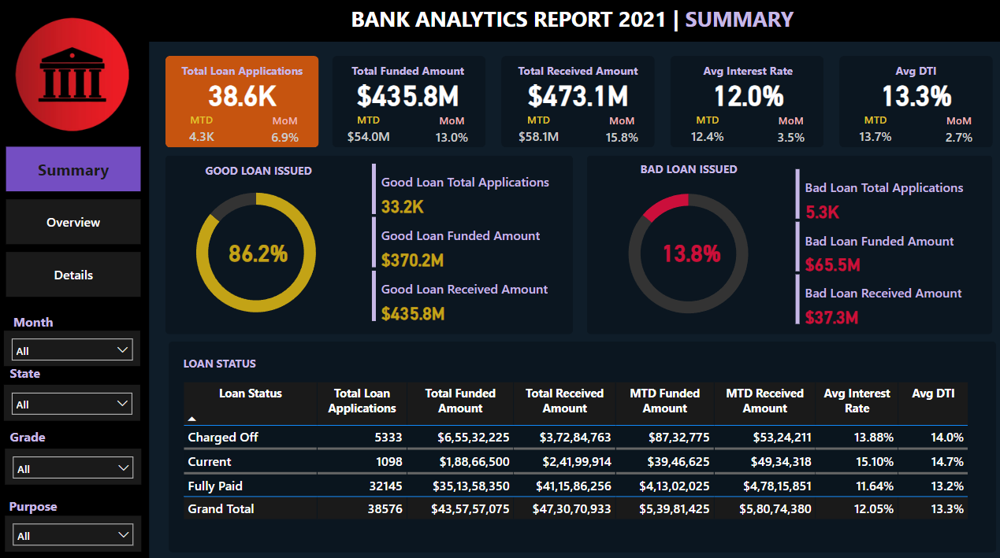 BANK ANALYTICS REPORT 2021 | SUMMARY
Total Loan Applications
38.6K
MTD MoM
4.3K 6.9%
Total Funded Amount
$435.8M
MTD MoM
$54.0M 13.0%
Total Received Amount
$473.1M
MTD MoM
$58.1M 15.8%
Avg Interest Rate
12.0%
MTD MoM
12.4% 3.5%
Avg DTI
13.3%
MTD MoM
13.7% 2.7%
Summary
Overview
Details
Month
All
State
All
Grade
All
Purpose
All
GOOD LOAN ISSUED
86.2%
Good Loan Total Applications
33.2K
Good Loan Funded Amount
$370.2M
Good Loan Received Amount
$435.8M
BAD LOAN ISSUED
13.8%
Bad Loan Total Applications
5.3K
Bad Loan Funded Amount
$65.5M
Bad Loan Received Amount
$37.3M
LOAN STATUS
Loan Status Total Loan Total Funded Total Received MTD Funded MTD Received Avg Interest Avg DTI
Applications Amount Amount Amount Amount Rate
Charged Off 5333 $6,55,32,225 $3,72,84,763 $87,32,775 $53,24,211 13.88% 14.0%
Current 1098 $1,88,66,500 $2,41,99,914 $39,46,625 $49,34,318 15.10% 14.7%
Fully Paid 32145 $35,13,58,350 $41,15,86,256 $4,13,02,025 $4,78,15,851 11.64% 13.2%
Grand Total 38576 $43,57,57,075 $47,30,70,933 $5,39,81,425 $5,80,74,380 12.05% 13.3%